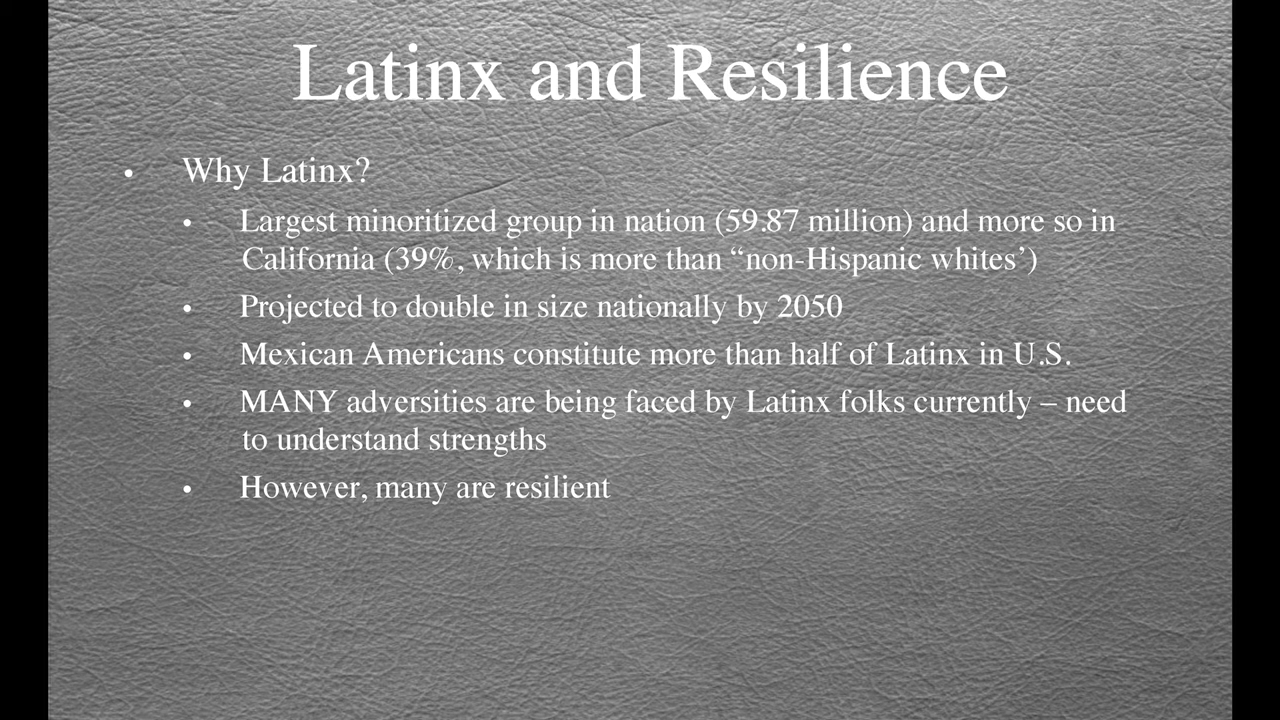 Latinx and Resilience
• Why Latinx?
• Largest minoritized group in nation (59.87 million) and more so in
California (39%, which is more than “non-Hispanic whites’)
• Projected to double in size nationally by 2050
• Mexican Americans constitute more than half of Latinx in U.S.
• MANY adversities are being faced by Latinx folks currently – need
to understand strengths
• However, many are resilient